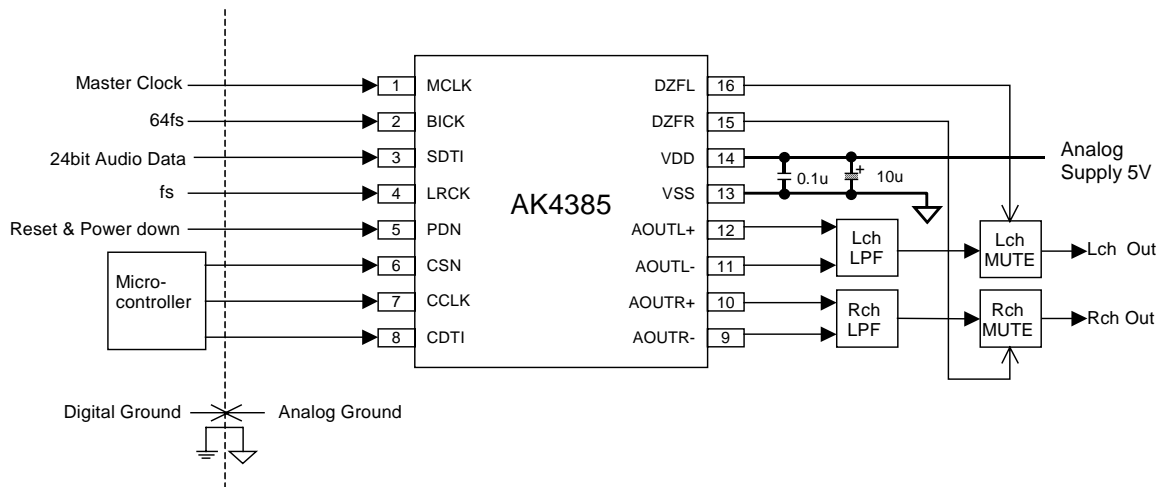 Master Clock
64fs
24bit Audio Data
fs
Reset & Power down
Micro-
controller
1
2
3
4
5
6
7
8
MCLK
BICK
SDTI
LRCK
PDN
CSN
CCLK
CDTI
AK4385
DZFL
DZFR
VDD
VSS
AOUTL+
AOUTL-
AOUTR+
AOUTR-
16
15
14
13
12
11
10
9
0.1u
+
10u
Analog
Supply 5V
Lch
LPF
Rch
LPF
Lch
MUTE
Rch
MUTE
Lch Out
Rch Out
Digital Ground
Analog Ground